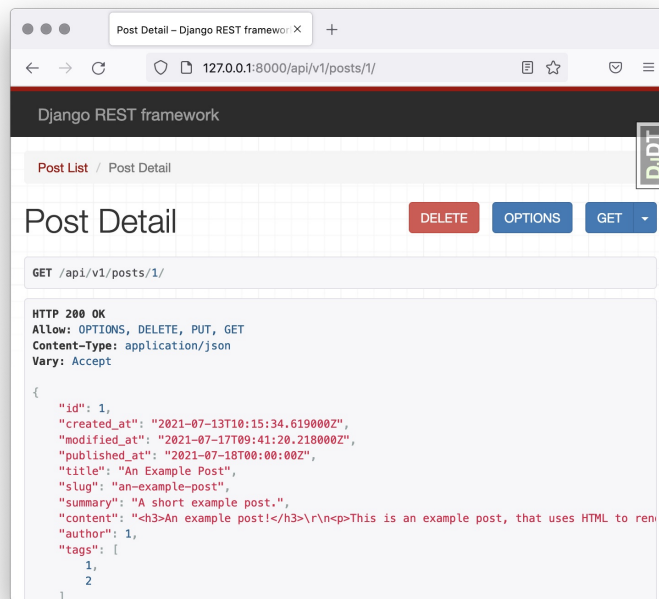 Post Detail – Django REST framewor
127.0.0.1:8000/api/v1/posts/1/
Django REST framework
DjDT
Post List / Post Detail
Post Detail
DELETE OPTIONS GET
GET /api/v1/posts/1/
HTTP 200 OK
Allow: OPTIONS, DELETE, PUT, GET
Content-Type: application/json
Vary: Accept
{
"id": 1,
"created_at": "2021-07-13T10:15:34.619000Z",
"modified_at": "2021-07-17T09:41:20.218000Z",
"published_at": "2021-07-18T00:00:00Z",
"title": "An Example Post",
"slug": "an-example-post",
"summary": "A short example post.",
"content": "<h3>An example post!</h3>\r\n<p>This is an example post, that uses HTML to ren
"author": 1,
"tags": [
1,
2
]